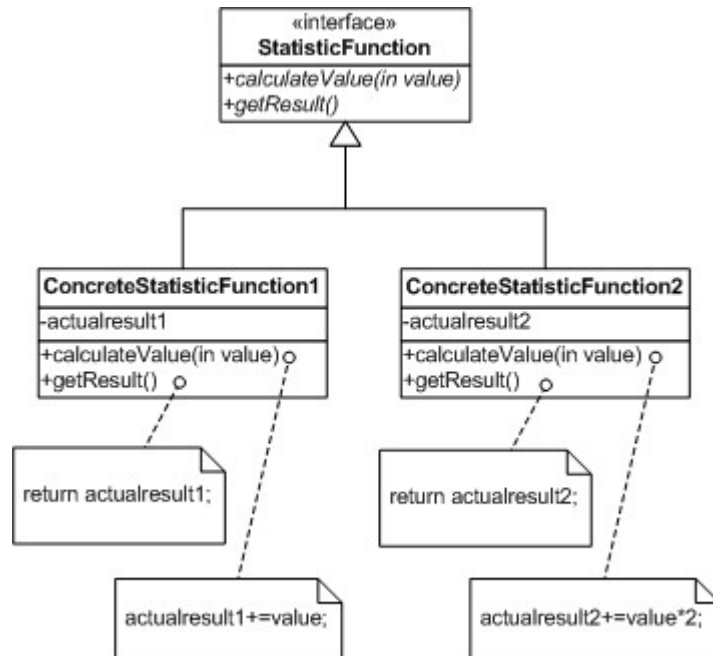 «interface»
StatisticFunction
+calculateValue(in value)
+getResult()
ConcreteStatisticFunction1
-actualresult1
+calculateValue(in value)
+getResult()
ConcreteStatisticFunction2
-actualresult2
+calculateValue(in value)
+getResult()
return actualresult1;
return actualresult2;
actualresult1+=value;
actualresult2+=value*2;